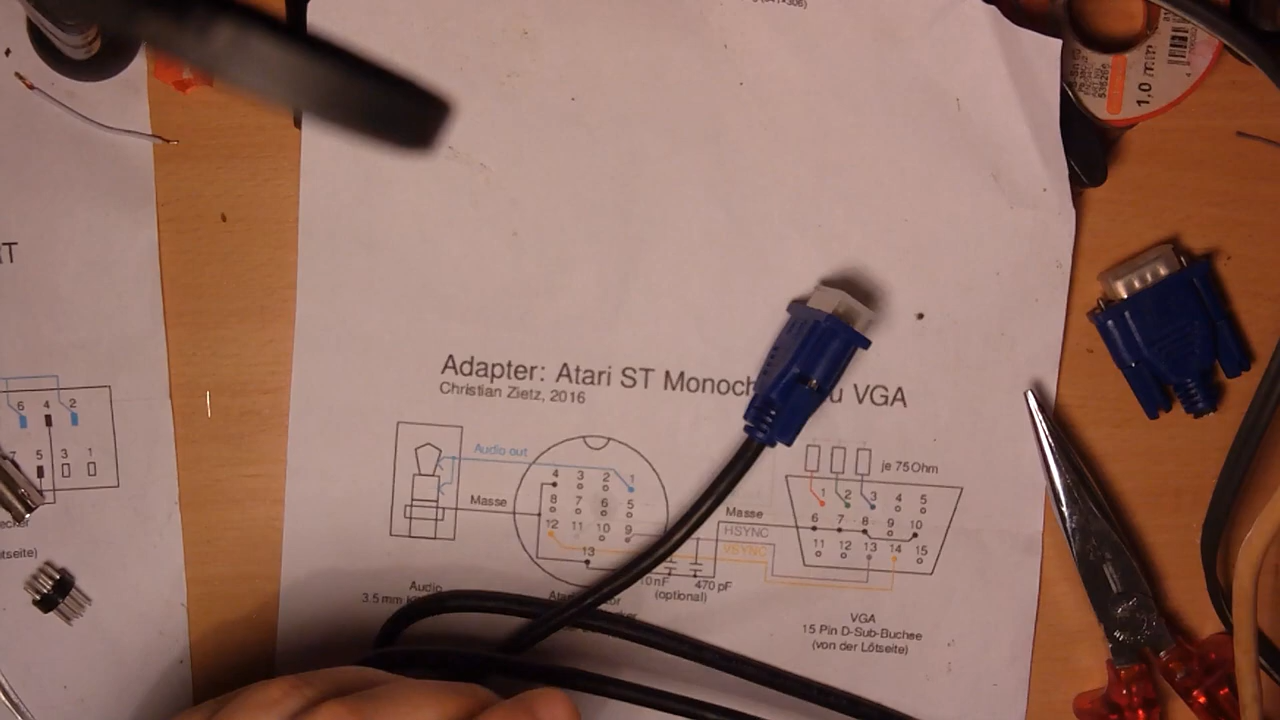 Adapter: Atari ST Monoch u VGA
Christian Zietz, 2016
Audio out
Masse
4 3 2 1
8 7 6 5
12 11 10 9
13
je 75 Ohm
1 2 3 4 5
6 7 8 9 10
11 12 13 14 15
Masse
HSYNC
VSYNC
10nF
470 pF
(optional)
Audio
3.5 mm
VGA
15 Pin D-Sub-Buchse
(von der Lötseite)
6 4 2
7 5 3 1
1,0